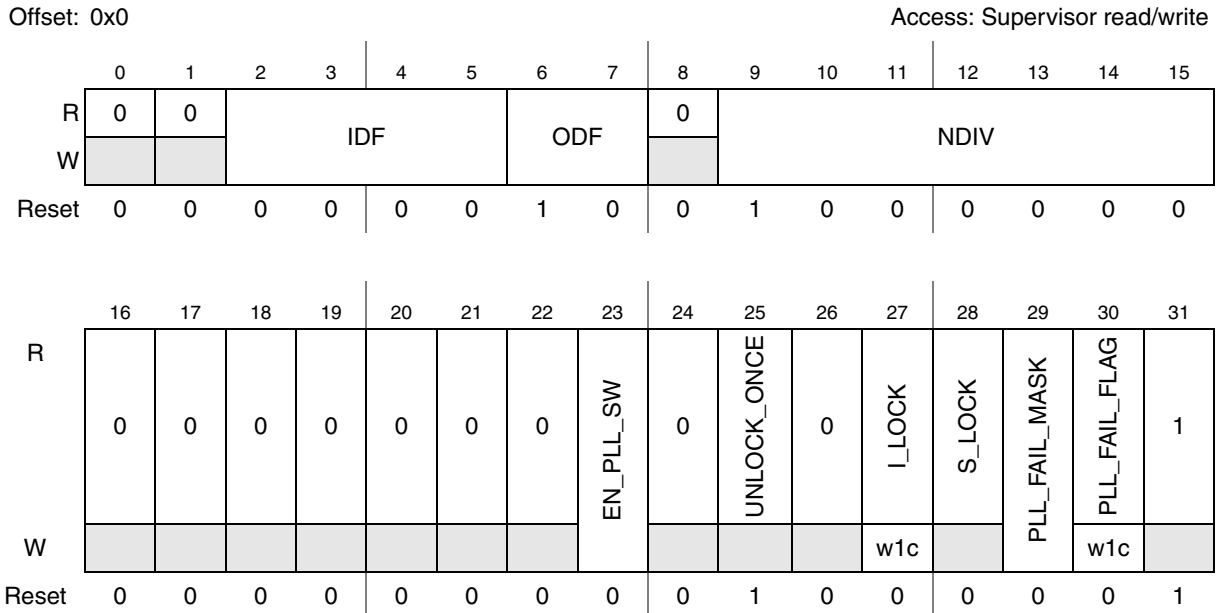 Offset: 0x0 Access: Supervisor read/write
0 1 2 3 4 5 6 7 8 9 10 11 12 13 14 15
R 0 0 IDF ODF 0 NDIV
W
Reset 0 0 0 0 0 0 1 0 0 1 0 0 0 0 0 0
16 17 18 19 20 21 22 23 24 25 26 27 28 29 30 31
R 0 0 0 0 0 0 0 EN_PLL_SW 0 UNLOCK_ONCE 0 I_LOCK S_LOCK PLL_FAIL_MASK PLL_FAIL_FLAG 1
W w1c w1c
Reset 0 0 0 0 0 0 0 0 0 1 0 0 0 0 0 1